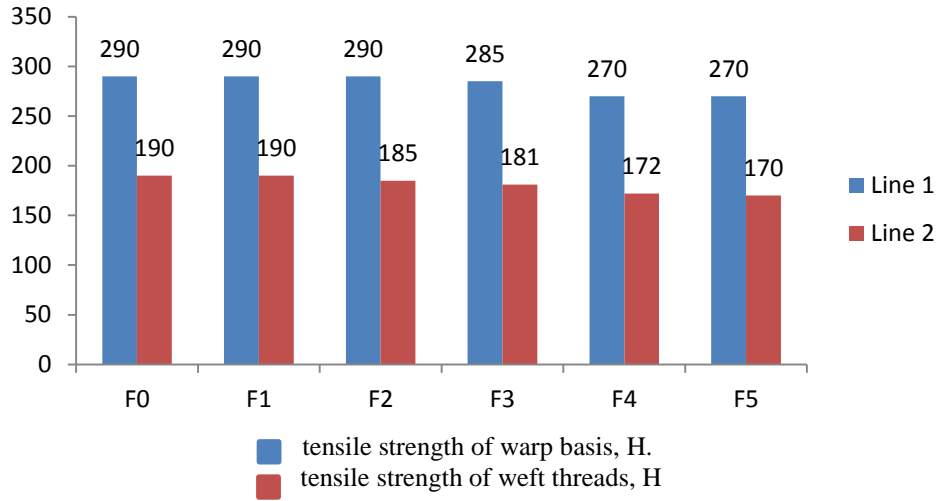 350
300
250
200
150
100
50
0
290 290 290 285 270 270
190 190 185 181 172 170
F0 F1 F2 F3 F4 F5
Line 1
Line 2
tensile strength of warp basis, H.
tensile strength of weft threads, H